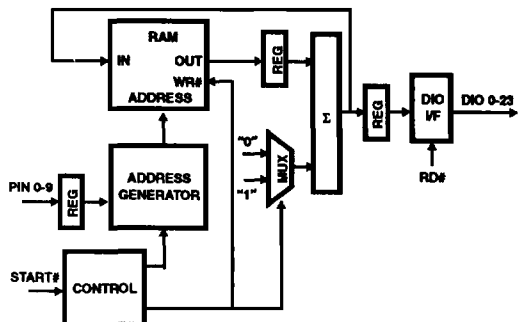 RAM
IN
OUT
WR#
ADDRESS
REG
Σ
REG
DIO
I/F
DIO 0-23
RD#
"0"
"1"
MUX
PIN 0-9
REG
ADDRESS
GENERATOR
START#
CONTROL